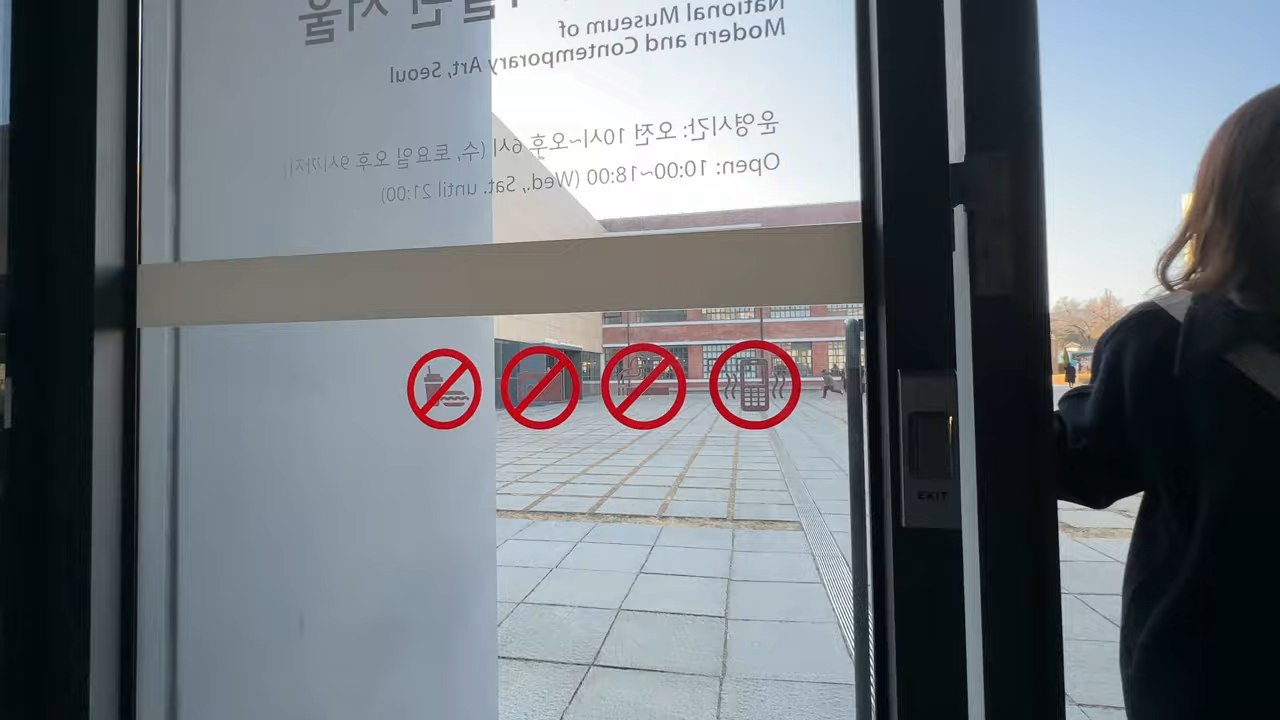 National Museum of
Modern and Contemporary Art, Seoul
운영시간: 오전 10시~오후 6시 (수, 토요일 오후 9시까지)
Open: 10:00~18:00 (Wed., Sat. until 21:00)
EXIT